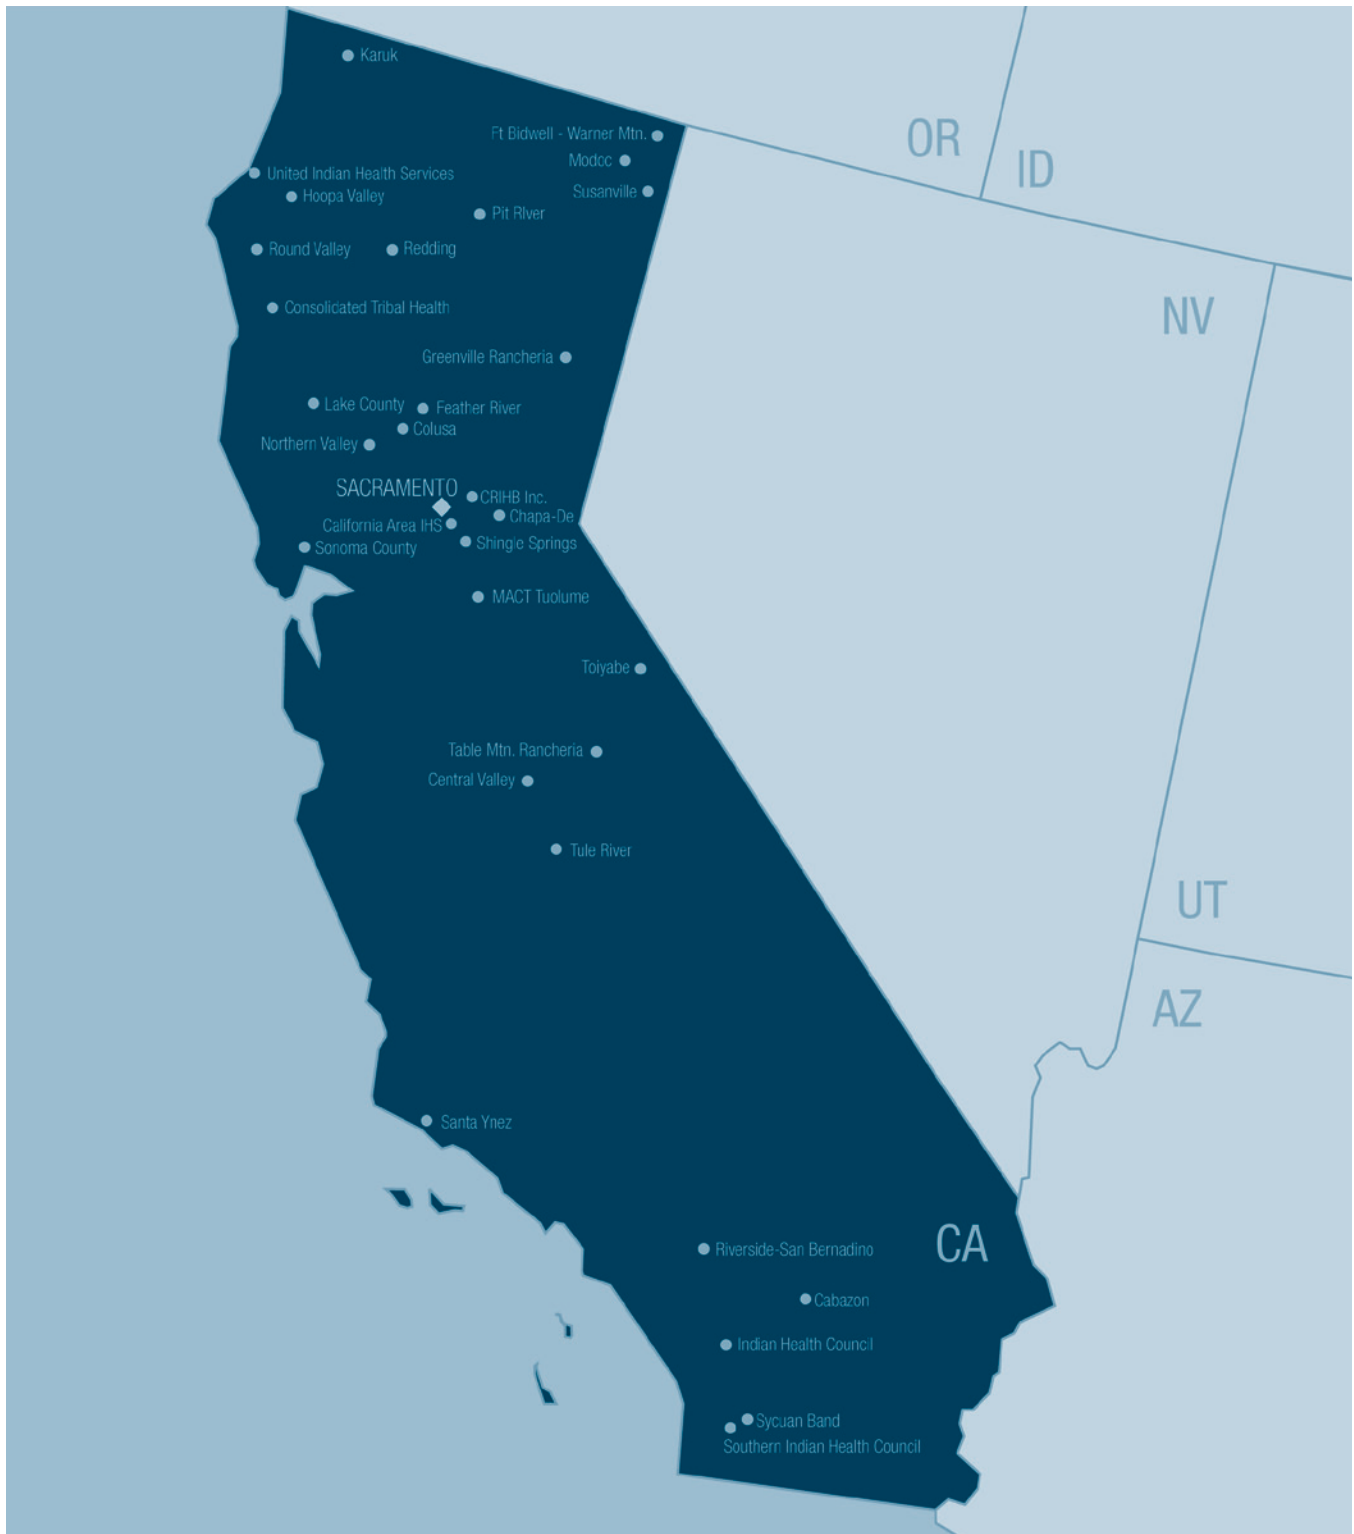 Karuk
Ft Bidwell - Warner Mtn.
OR
Modoc
ID
United Indian Health Services
Susanville
Hoopa Valley
Pit RIver
Round Valley
Redding
Consolidated Tribal Health
NV
Greenville Rancheria
Lake County
Feather River
Colusa
Northern Valley
SACRAMENTO
CRIHB Inc.
Chapa-De
California Area IHS
Shingle Springs
Sonoma County
MACT Tuolume
Toiyabe
Table Mtn. Rancheria
Central Valley
Tule River
UT
AZ
Santa Ynez
CA
Riverside-San Bernadino
Cabazon
Indian Health Council
Sycuan Band
Southern Indian Health Council